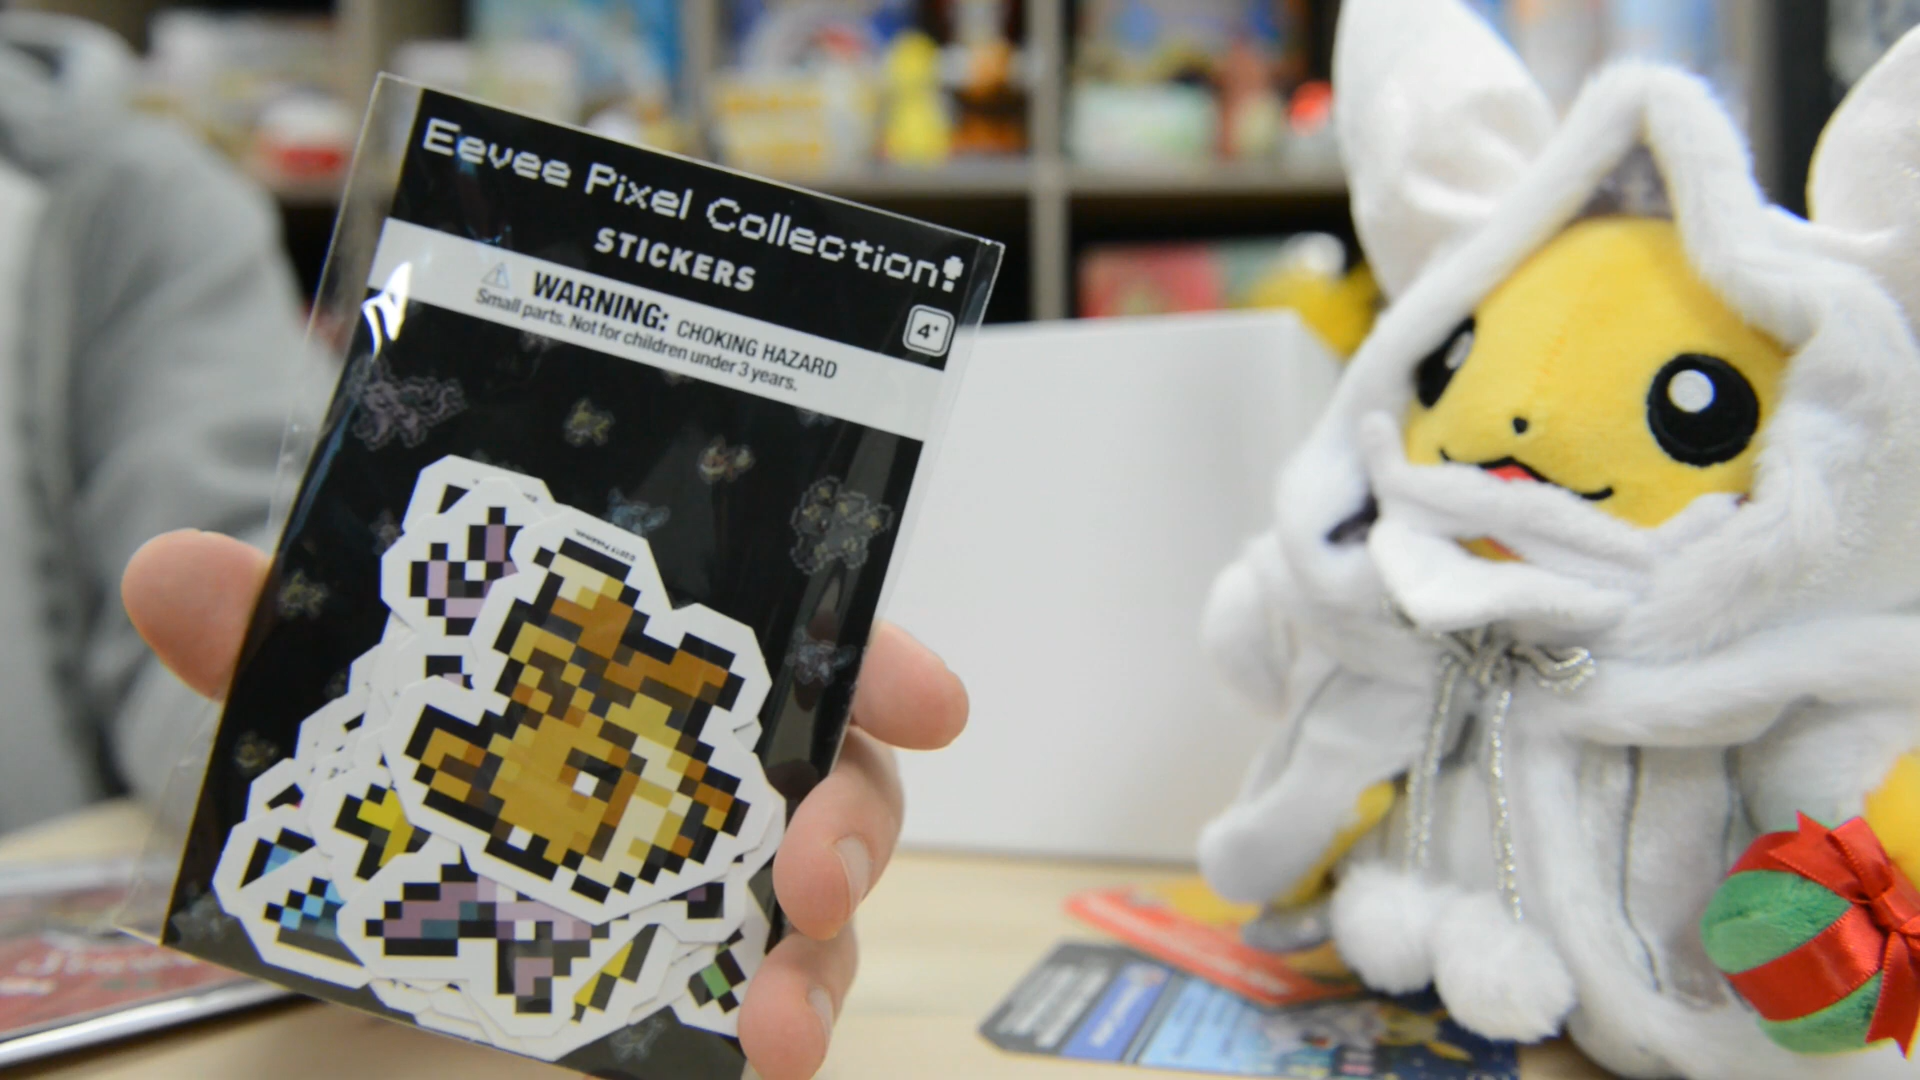 Eevee Pixel Collection!
STICKERS
WARNING: CHOKING HAZARD
Small parts. Not for children under 3 years.
4+